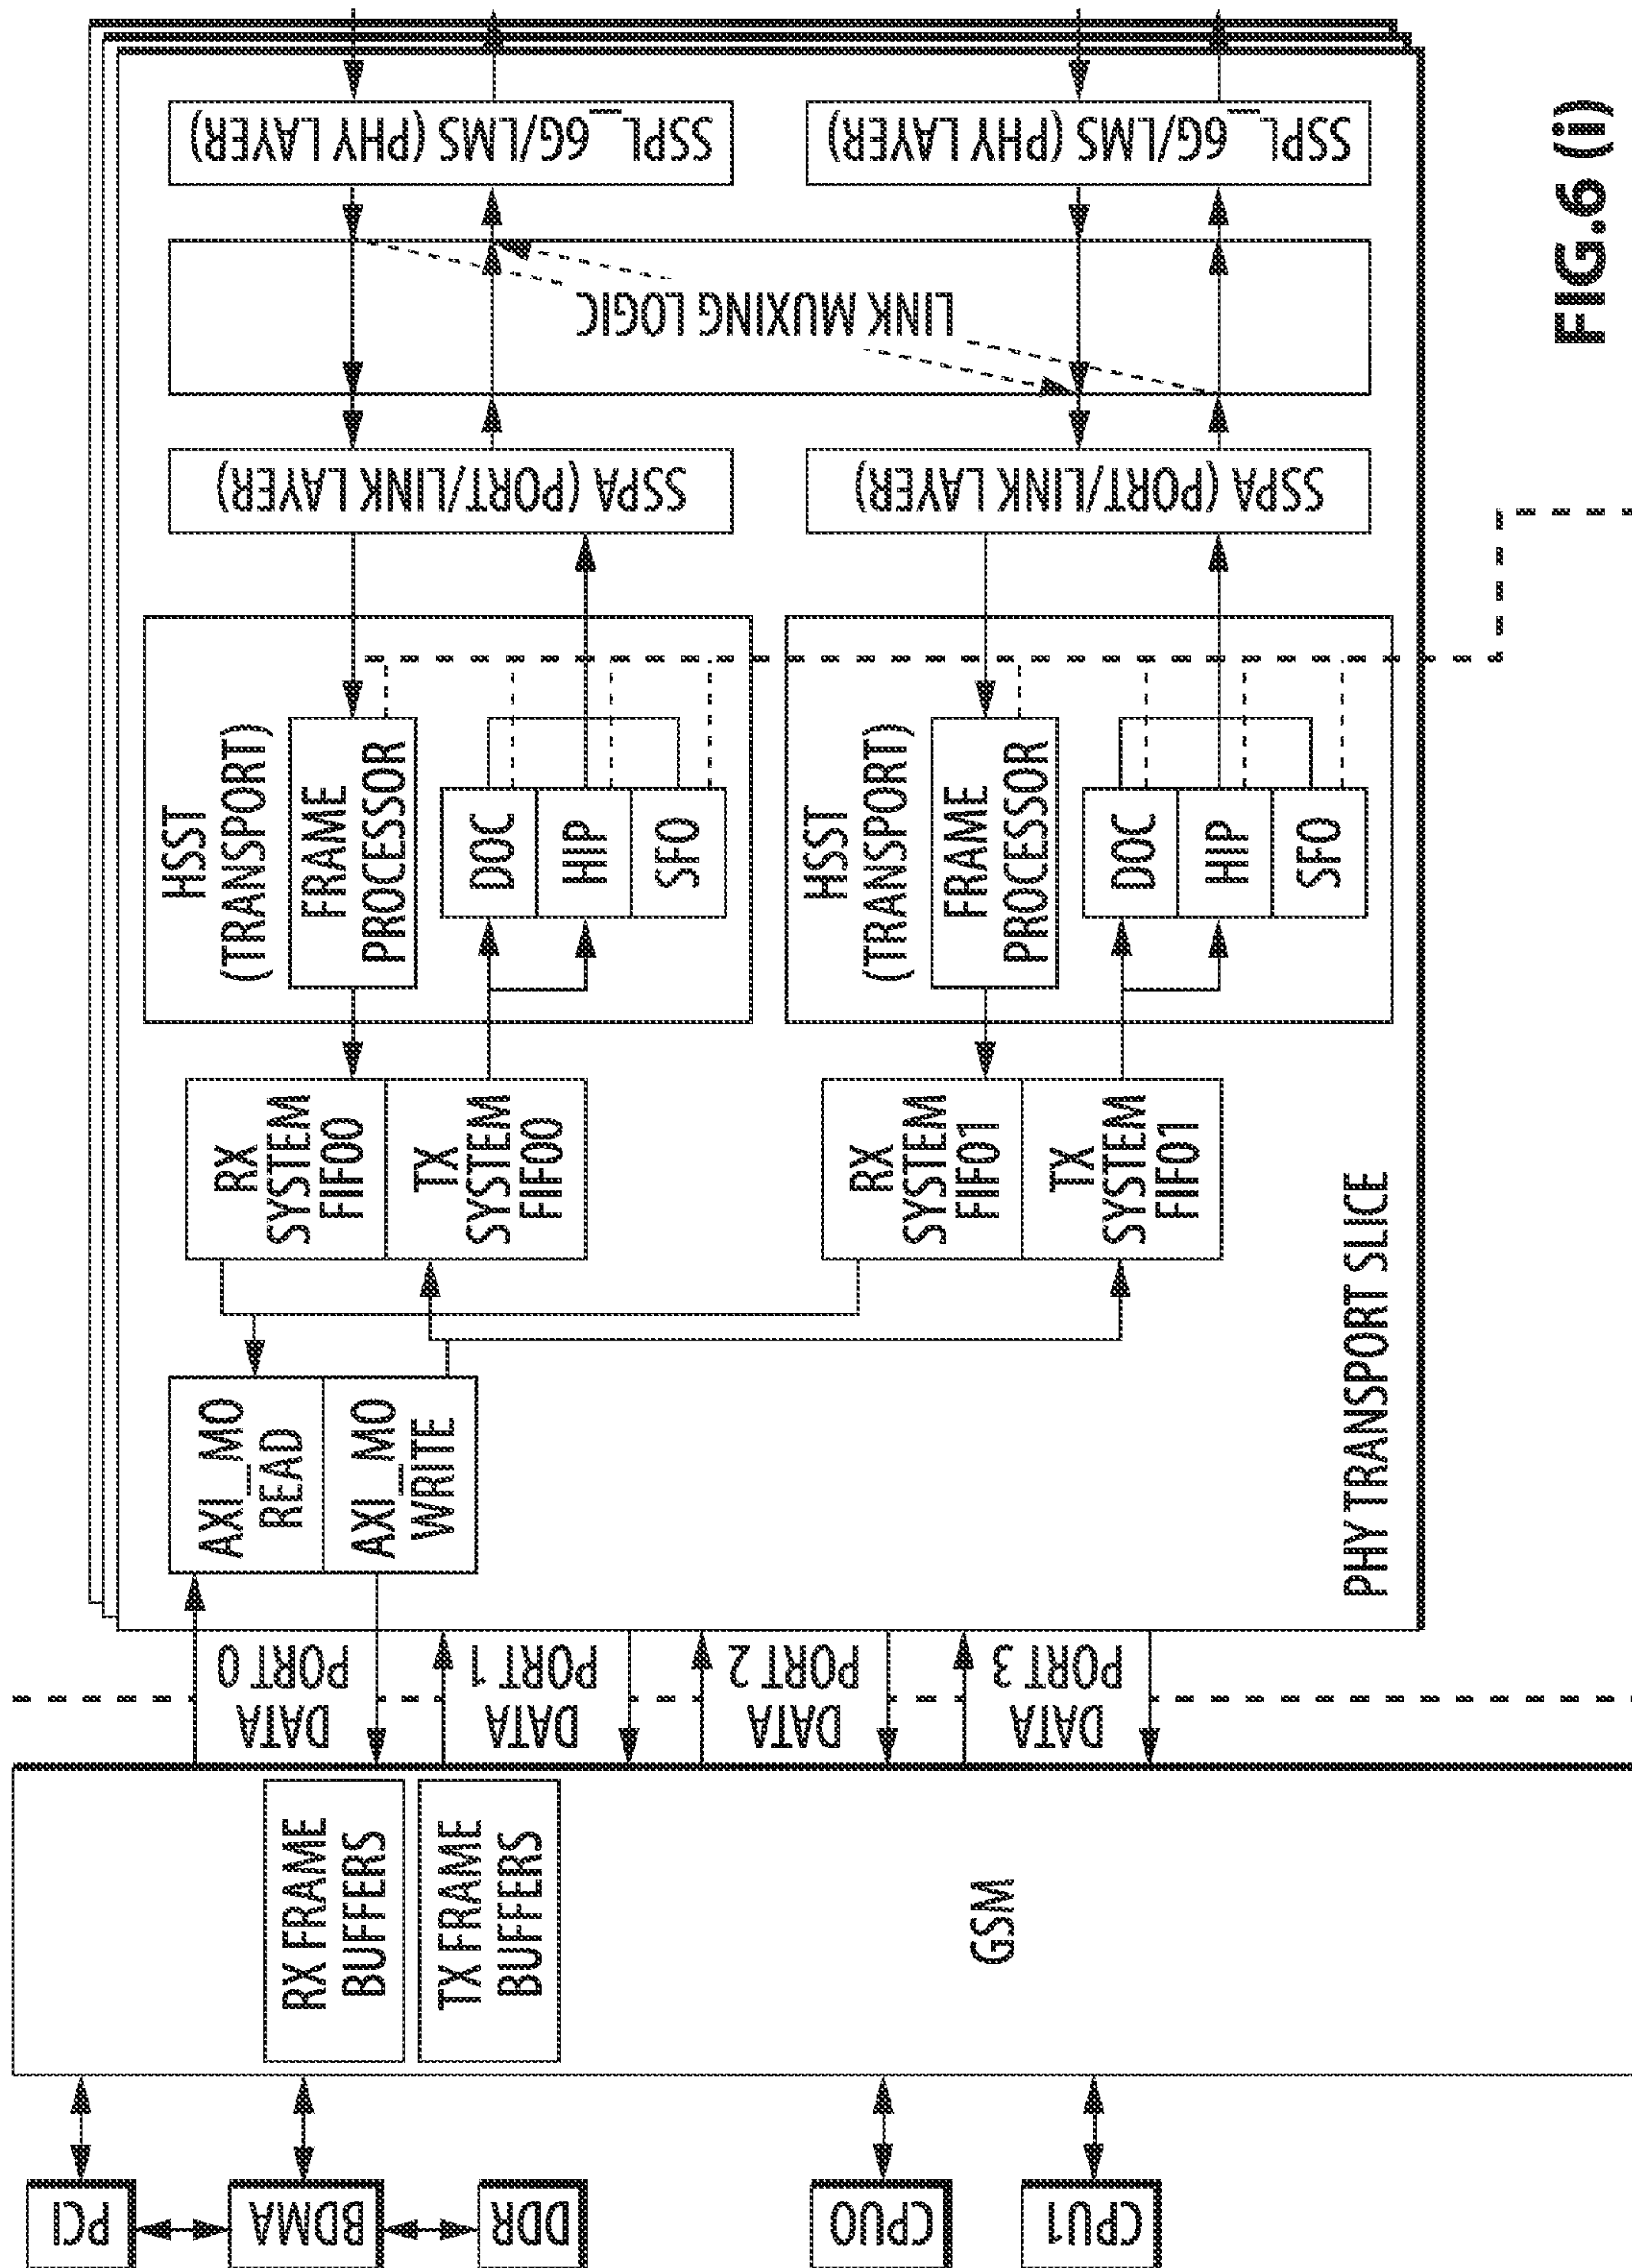 SSPL_6G/LMS (PHY LAYER)
SSPL_6G/LMS (PHY LAYER)
LINK MUXING LOGIC
SSPA (PORT/LINK LAYER)
SSPA (PORT/LINK LAYER)
HSST
(TRANSPORT)
FRAME
PROCESSOR
DOC
HIP
SFO
HSST
(TRANSPORT)
FRAME
PROCESSOR
DOC
HIP
SFO
RX
SYSTEM
FIFO0
TX
SYSTEM
FIFO0
RX
SYSTEM
FIFO1
TX
SYSTEM
FIFO1
AXI_MO
READ
AXI_MO
WRITE
PHY TRANSPORT SLICE
DATA
PORT 0
DATA
PORT 1
DATA
PORT 2
DATA
PORT 3
RX FRAME
BUFFERS
TX FRAME
BUFFERS
GSM
PCI
BDMA
DDR
CPU0
CPU1
FIG.6 (i)